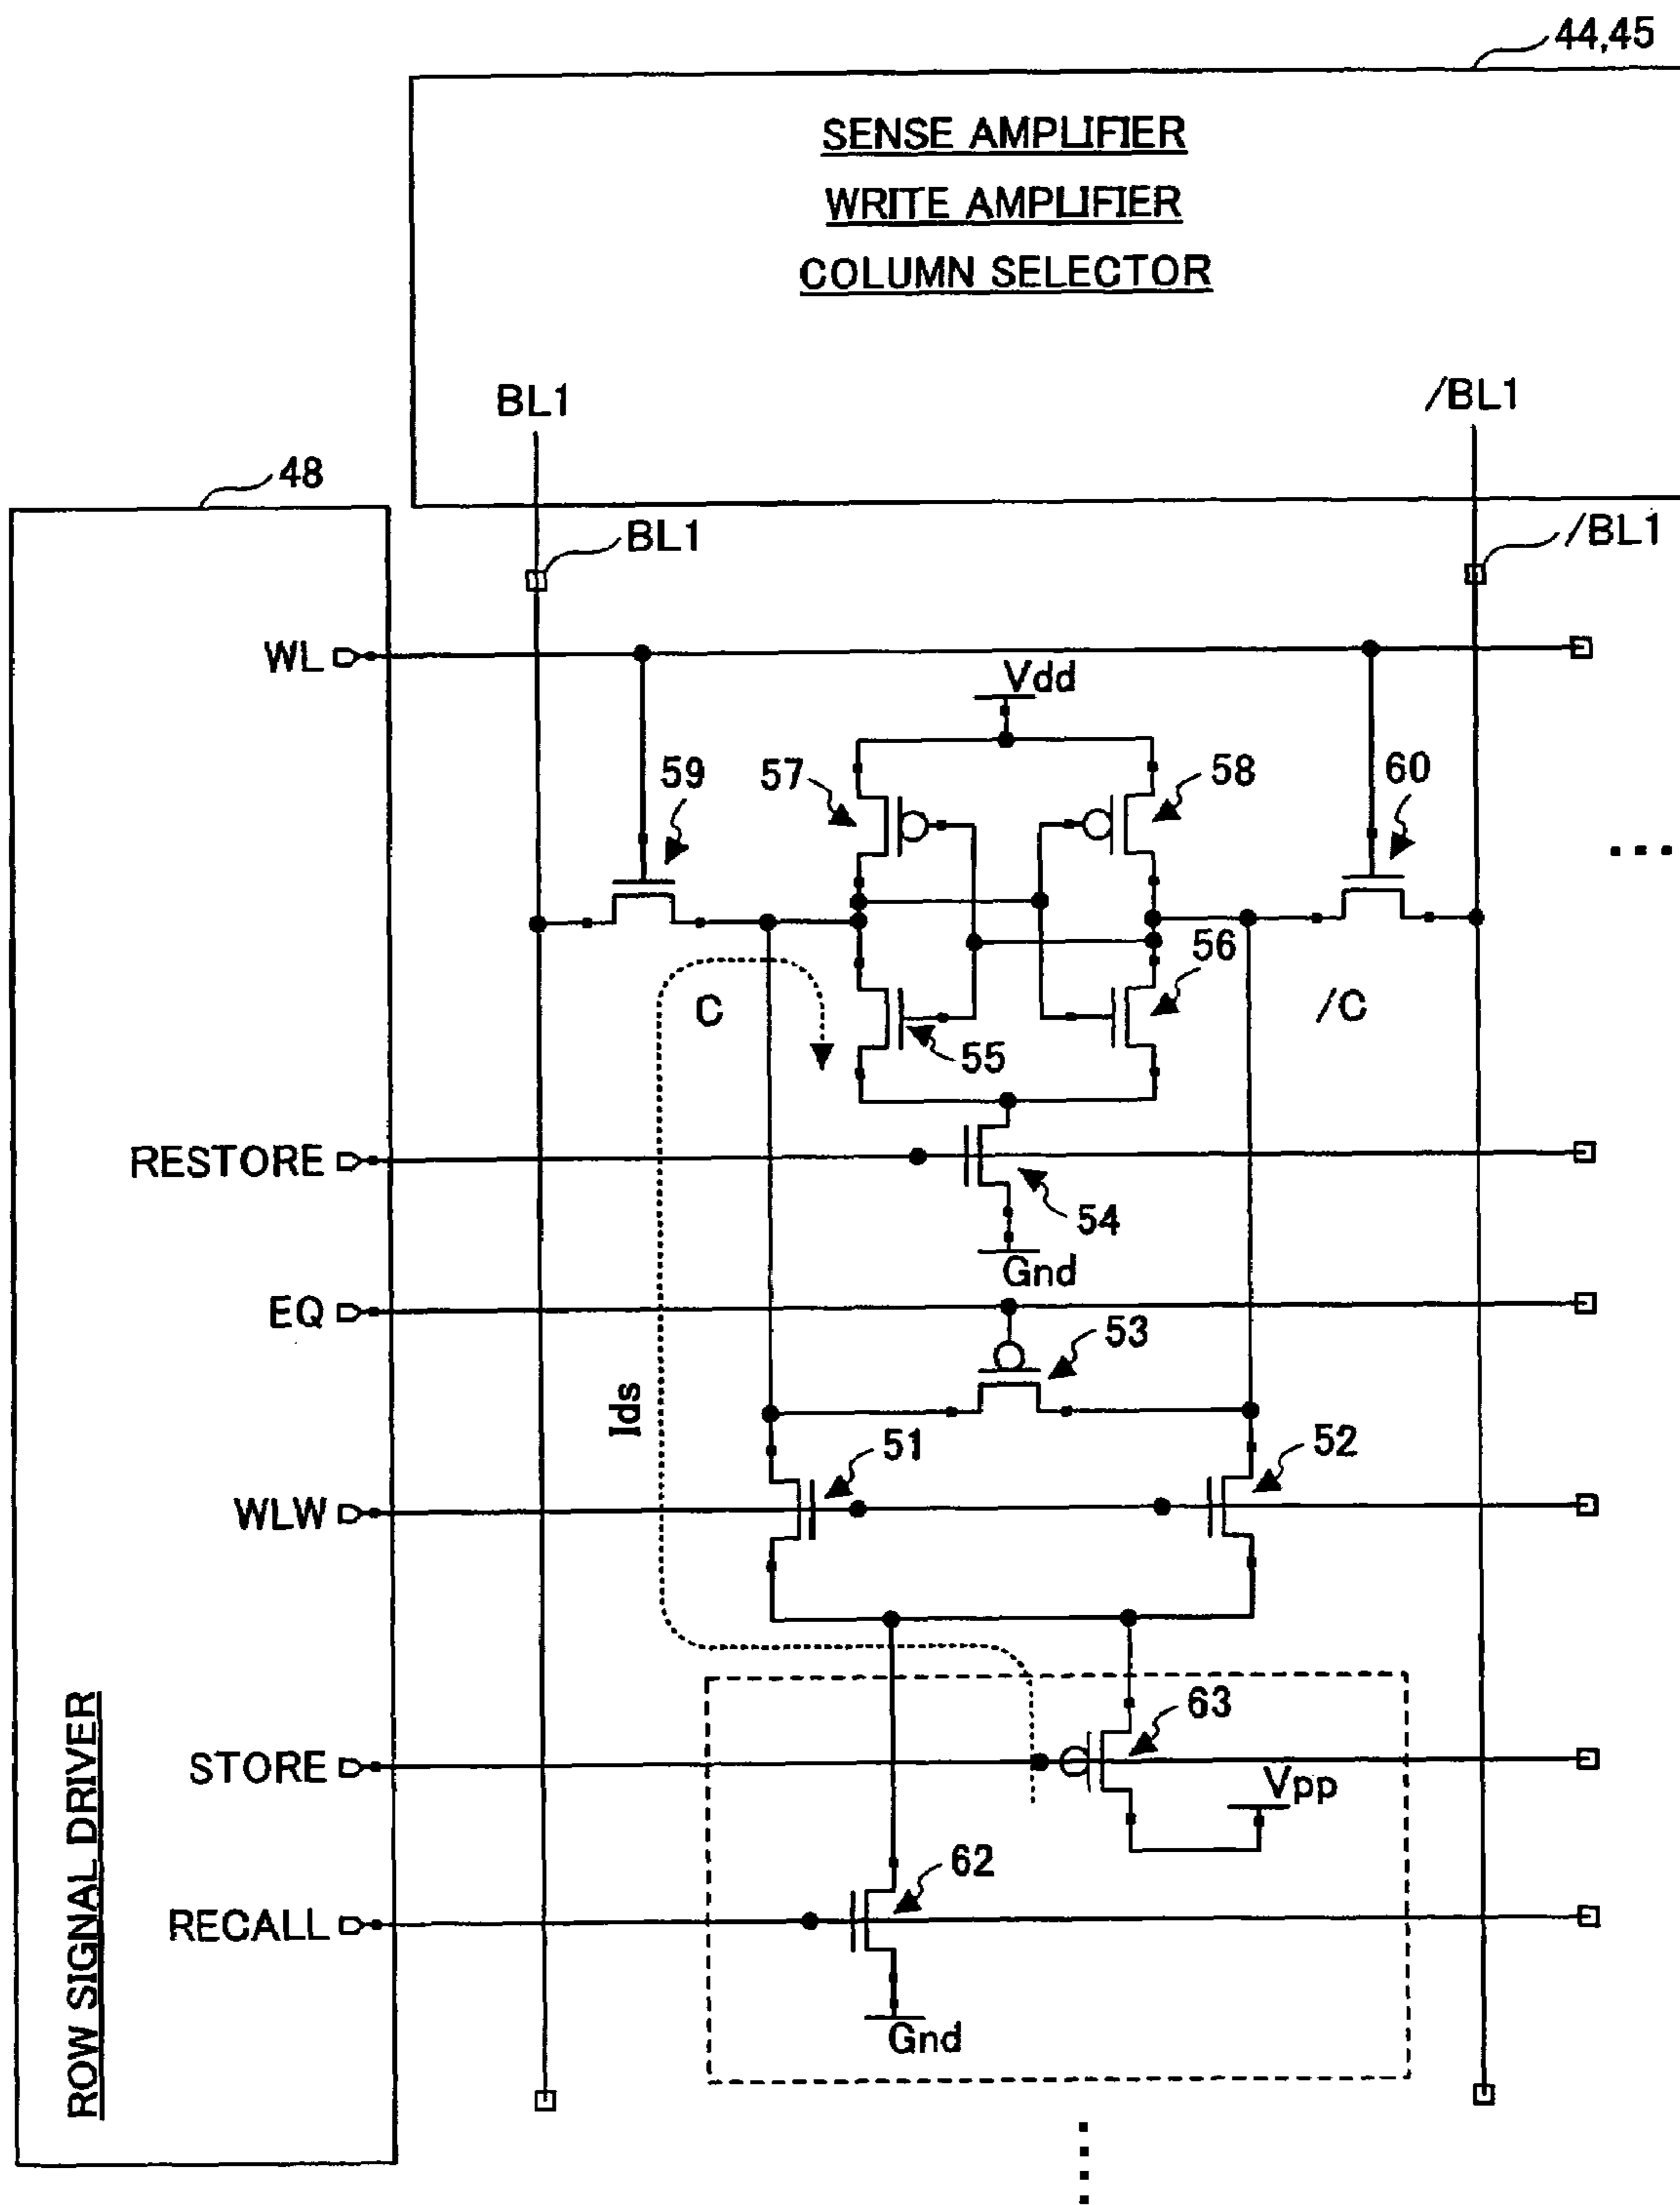 44,45
SENSE AMPLIFIER
WRITE AMPLIFIER
COLUMN SELECTOR
BL1
/BL1
48
BL1
/BL1
WL
Vdd
59
57
58
60
C
55
56
/C
RESTORE
54
Gnd
EQ
53
Ids
51
52
WLW
63
STORE
Vpp
62
RECALL
Gnd
ROW SIGNAL DRIVER